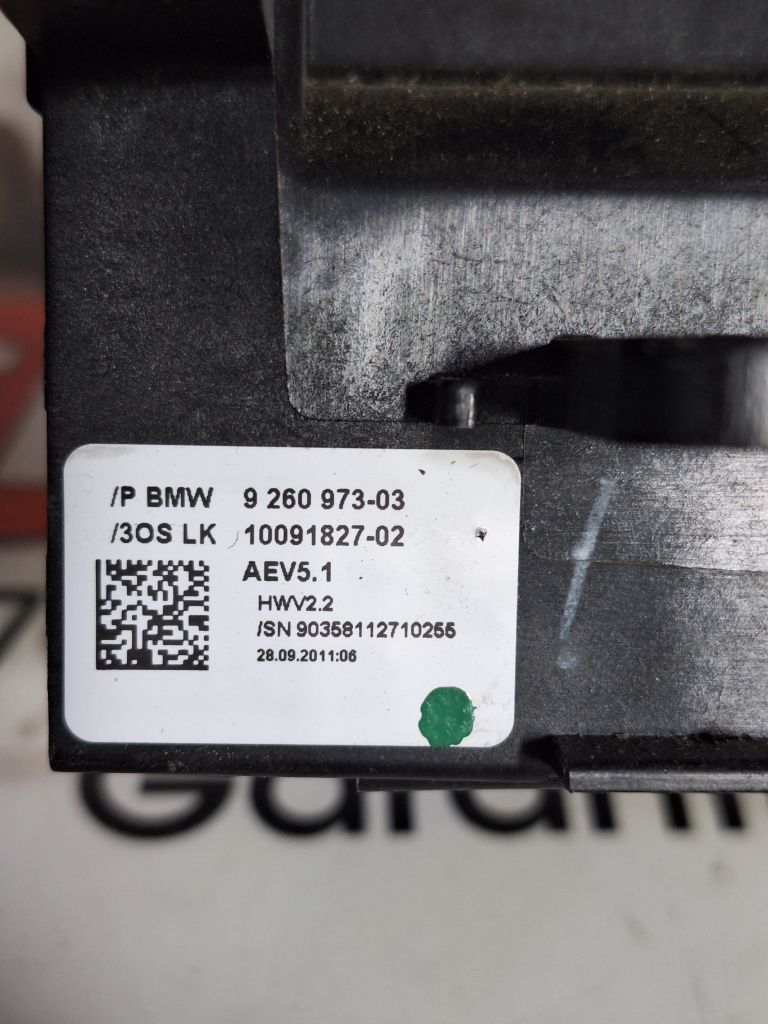 /P BMW 9 260 973-03
/3OS LK 10091827-02
AEV5.1
HWV2.2
/SN 90358112710255
28.09.2011:06